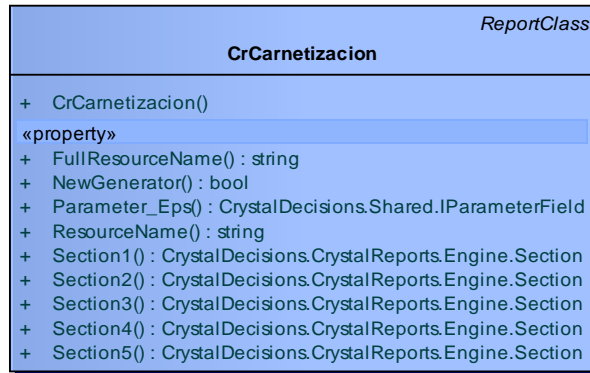 ReportClass
CrCarnetizacion
+ CrCarnetizacion()
«property»
+ FullResourceName() : string
+ NewGenerator() : bool
+ Parameter_Eps() : CrystalDecisions.Shared.IParameterField
+ ResourceName() : string
+ Section1() : CrystalDecisions.CrystalReports.Engine.Section
+ Section2() : CrystalDecisions.CrystalReports.Engine.Section
+ Section3() : CrystalDecisions.CrystalReports.Engine.Section
+ Section4() : CrystalDecisions.CrystalReports.Engine.Section
+ Section5() : CrystalDecisions.CrystalReports.Engine.Section